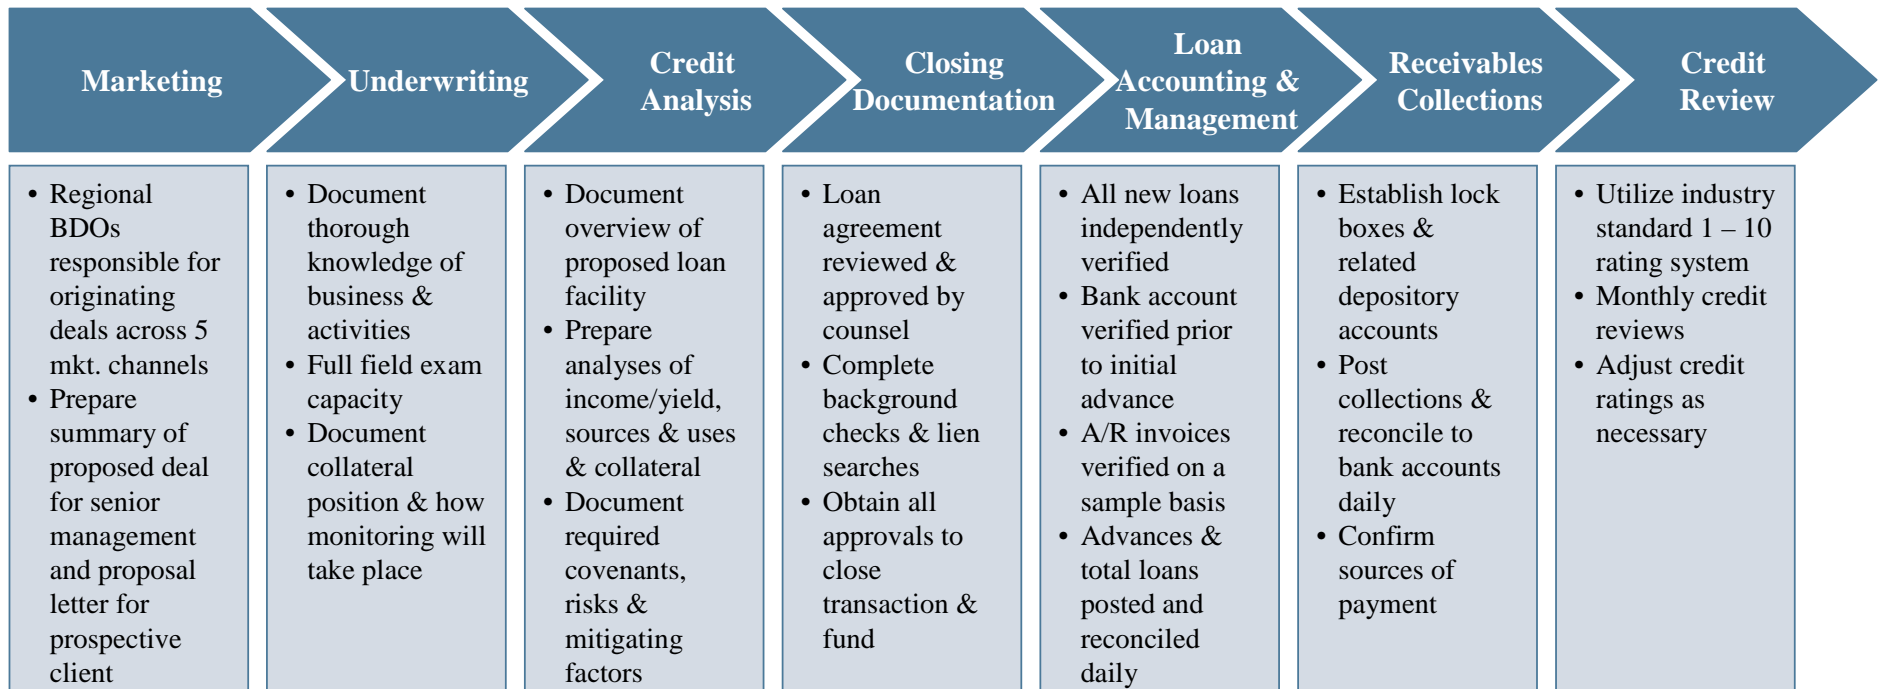 Marketing
Underwriting
Credit
Analysis
Closing
Documentation
Loan
Accounting &
Management
Receivables
Collections
Credit
Review
• Regional
BDOs
responsible for
originating
deals across 5
mkt. channels
• Prepare
summary of
proposed deal
for senior
management
and proposal
letter for
prospective
client
• Document
thorough
knowledge of
business &
activities
• Full field exam
capacity
• Document
collateral
position & how
monitoring will
take place
• Document
overview of
proposed loan
facility
• Prepare
analyses of
income/yield,
sources & uses
& collateral
• Document
required
covenants,
risks &
mitigating
factors
• Loan
agreement
reviewed &
approved by
counsel
• Complete
background
checks & lien
searches
• Obtain all
approvals to
close
transaction &
fund
• All new loans
independently
verified
• Bank account
verified prior
to initial
advance
• A/R invoices
verified on a
sample basis
• Advances &
total loans
posted and
reconciled
daily
• Establish lock
boxes &
related
depository
accounts
• Post
collections &
reconcile to
bank accounts
daily
• Confirm
sources of
payment
• Utilize industry
standard 1 – 10
rating system
• Monthly credit
reviews
• Adjust credit
ratings as
necessary